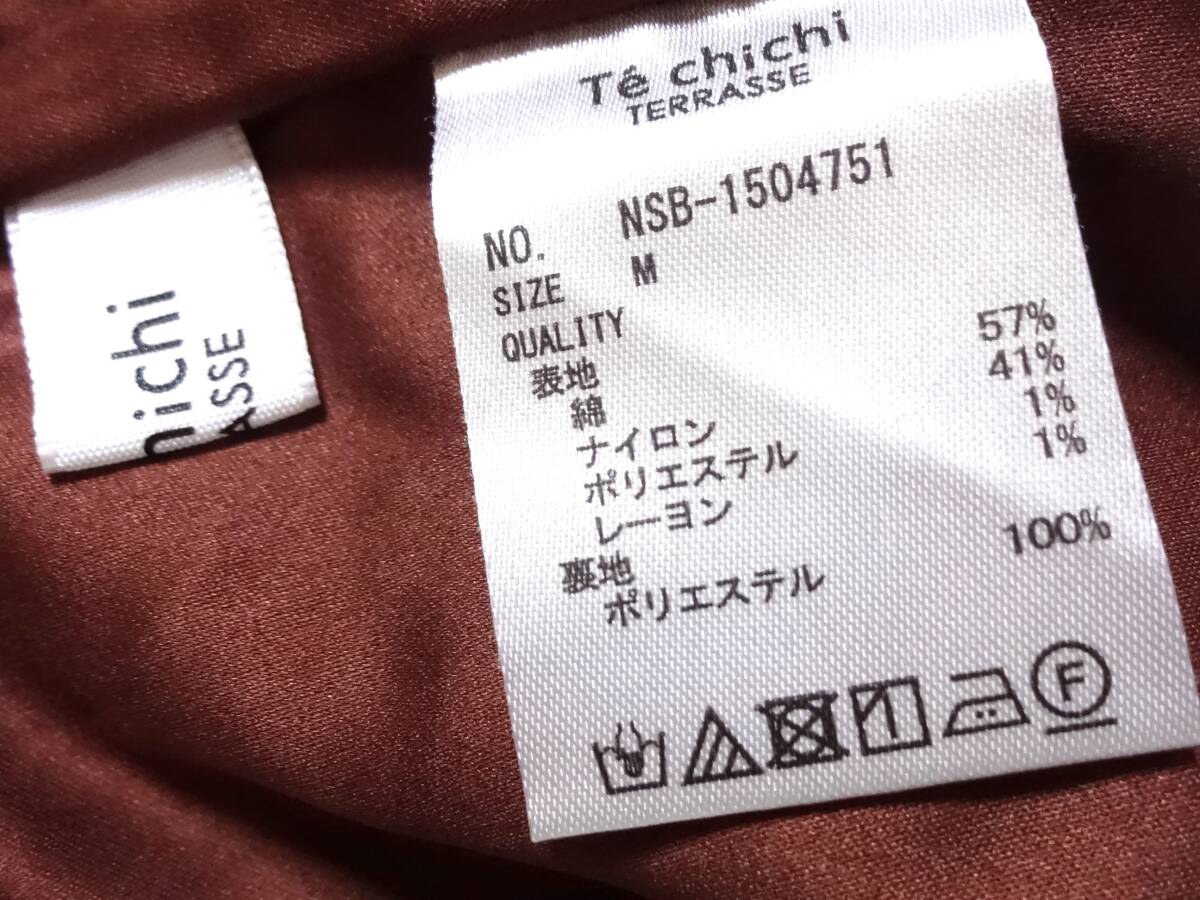 Tê chichi
TERRASSE
NO. NSB-1504751
SIZE M
QUALITY
表地 57%
綿 41%
ナイロン 1%
ポリエステル 1%
レーヨン
裏地 100%
ポリエステル
F
hichi
ASSE